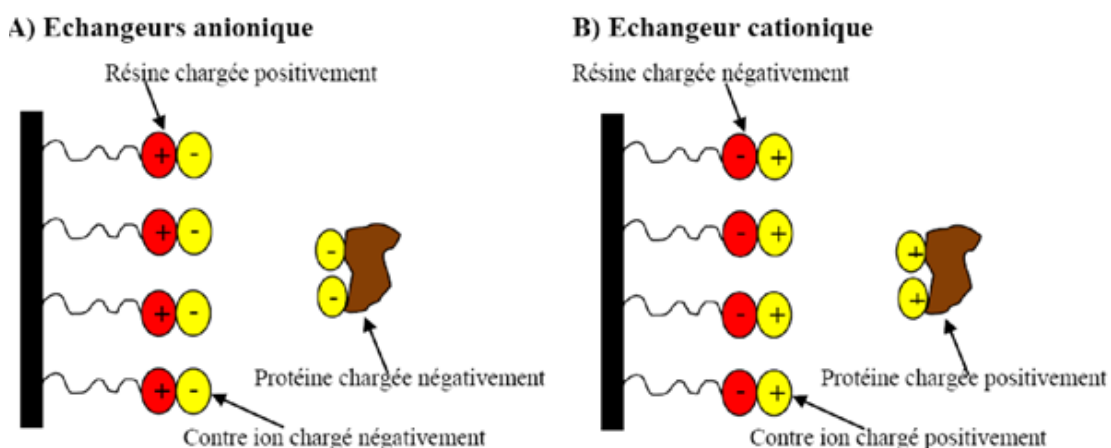 A) Echangeurs anionique
Résine chargée positivement
+ -
+ -
+ -
+ -
-
-
Protéine chargée négativement
Contre ion chargé négativement
B) Echangeur cationique
Résine chargée négativement
- +
- +
- +
- +
+
+
Protéine chargée positivement
Contre ion chargé positivement